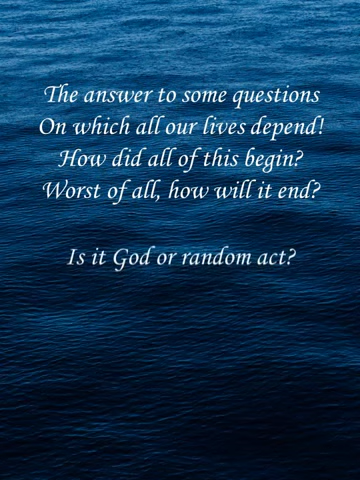 The answer to some questions
On which all our lives depend!
How did all of this begin?
Worst of all, how will it end?
Is it God or random act?